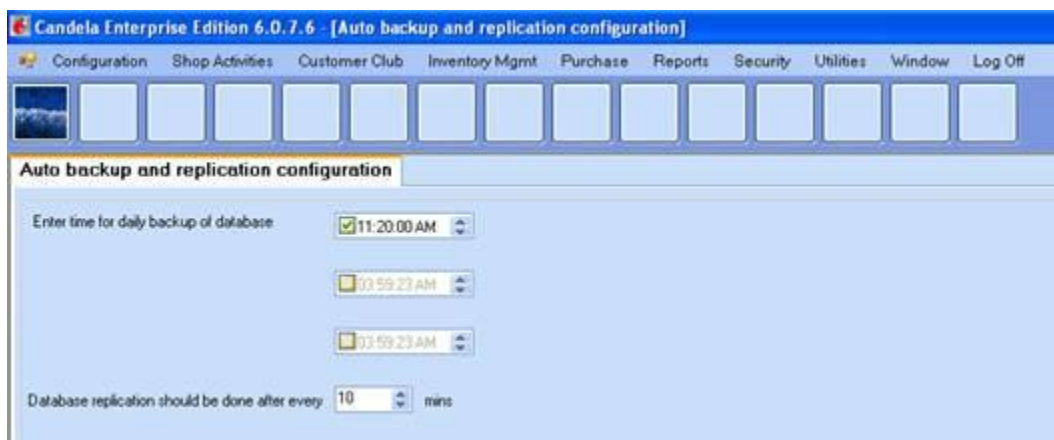 Candela Enterprise Edition 6.0.7.6 - [Auto backup and replication configuration]
Configuration Shop Activities Customer Club Inventory Mgmt Purchase Reports Security Utilities Window Log Off
Auto backup and replication configuration
Enter time for daily backup of database 11:20:00 AM
03:59:23 AM
03:59:23 AM
Database replication should be done after every 10 mins